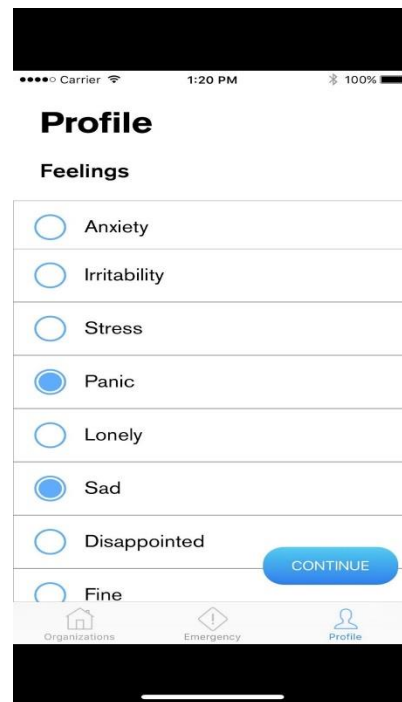 Carrier 1:20 PM 100%
Profile
Feelings
Anxiety
Irritability
Stress
Panic
Lonely
Sad
Disappointed
CONTINUE
Fine
Organizations Emergency Profile